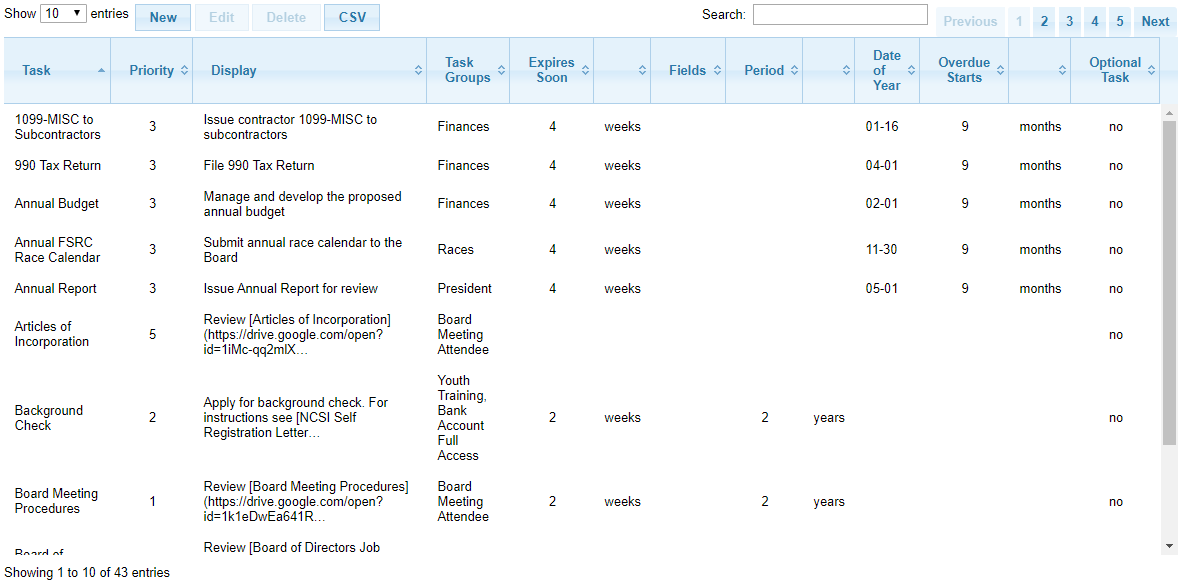 Show 10 entries New Edit Delete CSV Search: Previous 1 2 3 4 5 Next
Task Priority Display Task Groups Expires Soon Fields Period Date of Year Overdue Starts Optional Task
1099-MISC to Subcontractors 3 Issue contractor 1099-MISC to subcontractors Finances 4 weeks 01-16 9 months no
990 Tax Return 3 File 990 Tax Return Finances 4 weeks 04-01 9 months no
Annual Budget 3 Manage and develop the proposed annual budget Finances 4 weeks 02-01 9 months no
Annual FSRC Race Calendar 3 Submit annual race calendar to the Board Races 4 weeks 11-30 9 months no
Annual Report 3 Issue Annual Report for review President 4 weeks 05-01 9 months no
Articles of Incorporation 5 Review [Articles of Incorporation] (https://drive.google.com/open?id=1iMc-qq2mlX... Board Meeting Attendee no
Background Check 2 Apply for background check. For instructions see [NCSI Self Registration Letter... Youth Training, Bank Account Full Access 2 weeks 2 years no
Board Meeting Procedures 1 Review [Board Meeting Procedures] (https://drive.google.com/open?id=1k1eDwEa641R... Board Meeting Attendee 2 weeks 2 years no
Board of Review [Board of Directors Job
Showing 1 to 10 of 43 entries